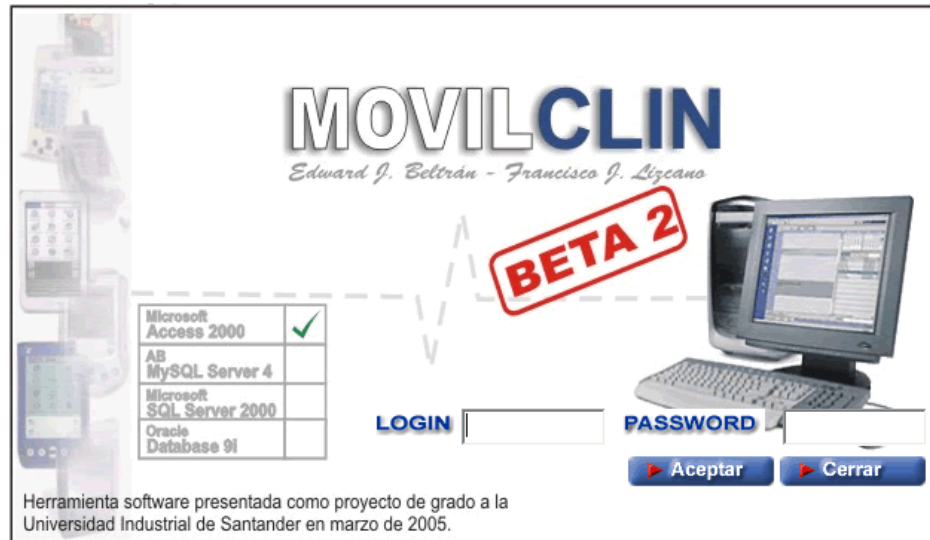 MOVILCLIN
Edward J. Beltrán - Francisco J. Lizcano
BETA 2
Microsoft
Access 2000
AB
MySQL Server 4
Microsoft
SQL Server 2000
Oracle
Database 9i
LOGIN
PASSWORD
Aceptar
Cerrar
Herramienta software presentada como proyecto de grado a la
Universidad Industrial de Santander en marzo de 2005.